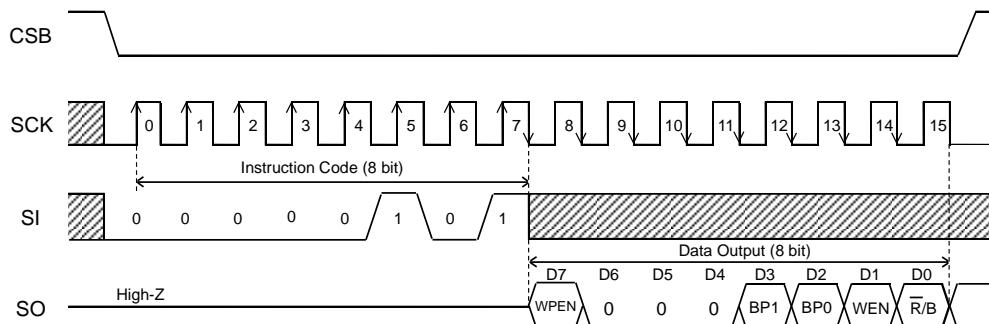 CSB
SCK 0 1 2 3 4 5 6 7 8 9 10 11 12 13 14 15
Instruction Code (8 bit)
SI 0 0 0 0 0 1 0 1
Data Output (8 bit)
D7 D6 D5 D4 D3 D2 D1 D0
High-Z
SO WPEN 0 0 0 BP1 BP0 WEN R̅/B